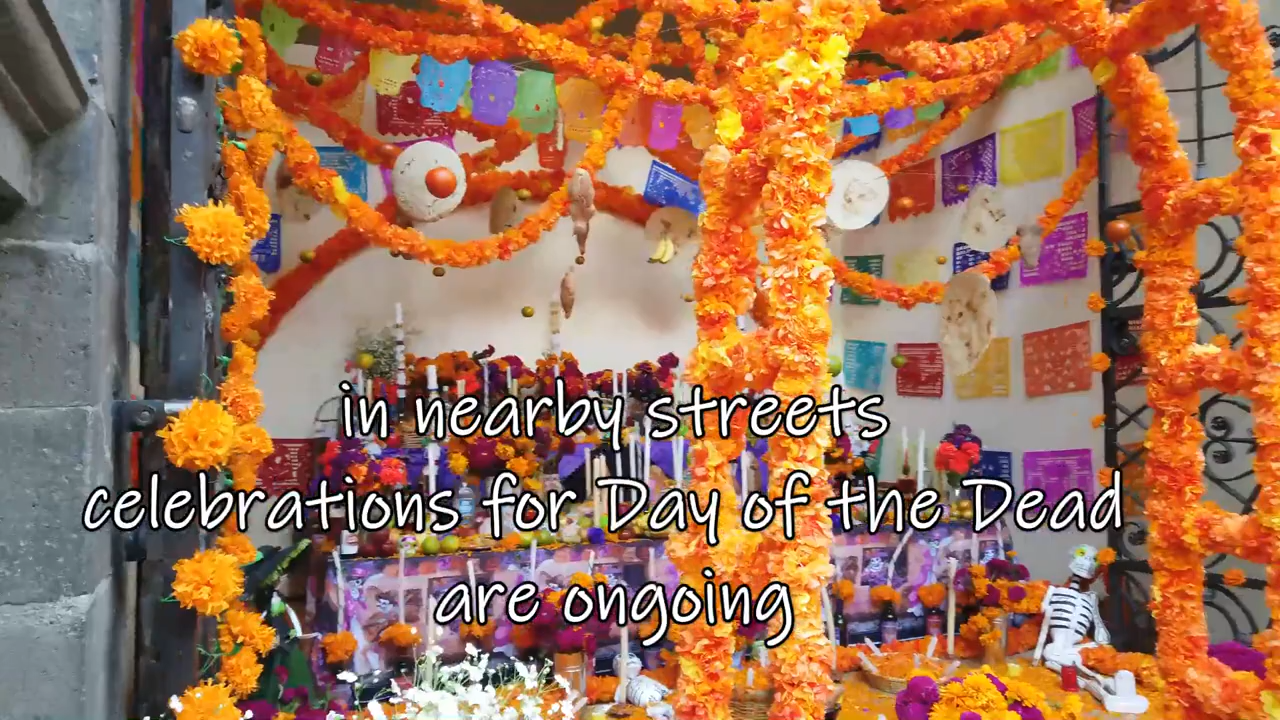 in nearby streets
celebrations for Day of the Dead
are ongoing